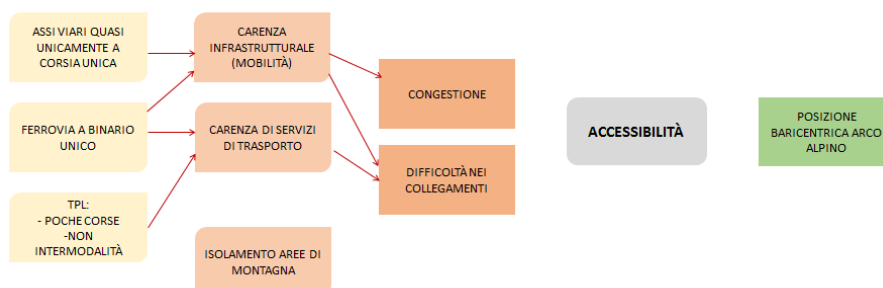 ASSI VIARI QUASI
UNICAMENTE A
CORSIA UNICA
FERROVIA A BINARIO
UNICO
TPL:
- POCHE CORSE
-NON
INTERMODALITÀ
CARENZA
INFRASTRUTTURALE
(MOBILITÀ)
CARENZA DI SERVIZI
DI TRASPORTO
ISOLAMENTO AREE DI
MONTAGNA
CONGESTIONE
DIFFICOLTÀ NEI
COLLEGAMENTI
ACCESSIBILITÀ
POSIZIONE
BARICENTRICA ARCO
ALPINO